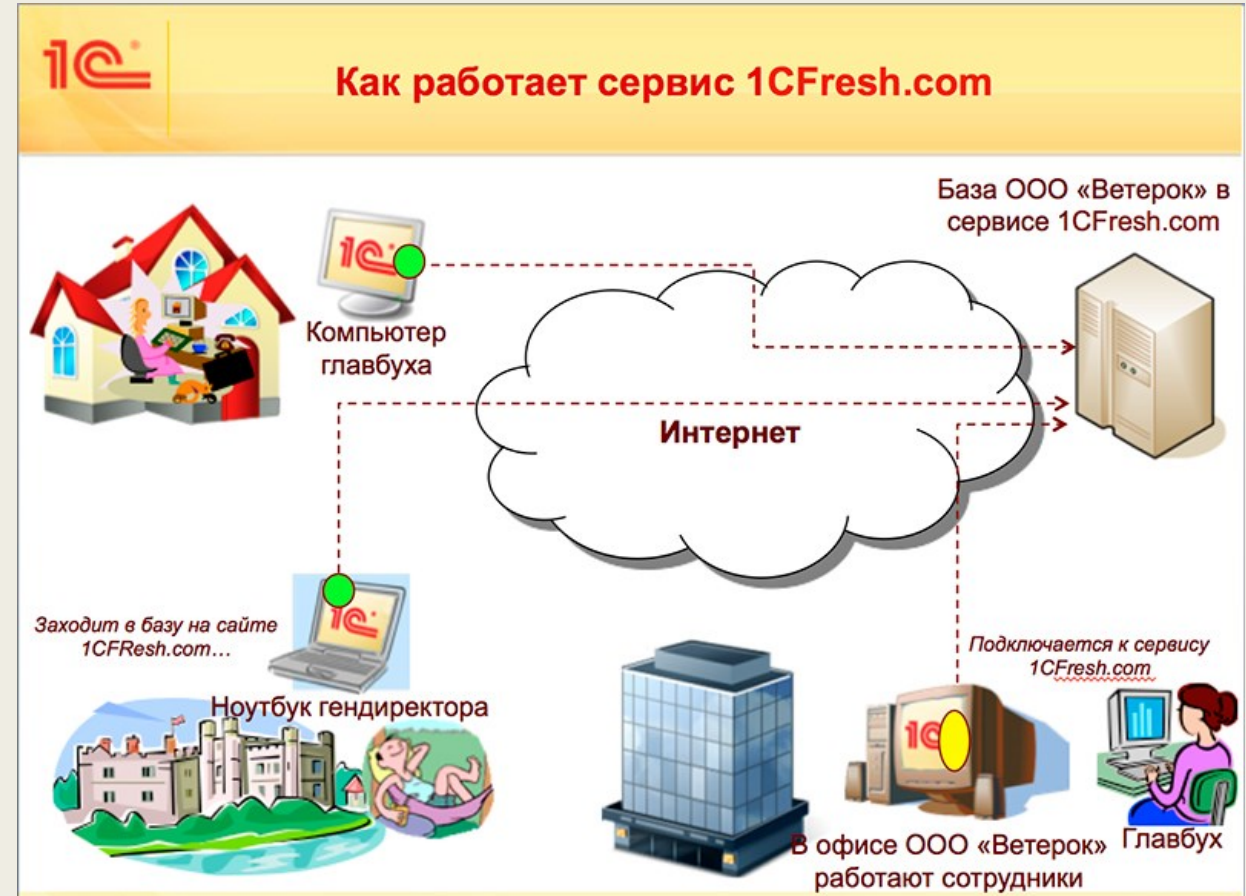 1С
Как работает сервис 1CFresh.com
База ООО «Ветерок» в
сервисе 1CFresh.com
1С
Компьютер
главбуха
Интернет
1С
Заходит в базу на сайте
1CFResh.com…
Ноутбук гендиректора
Подключается к сервису
1CFresh.com
1С
В офисе ООО «Ветерок»
работают сотрудники
Главбух